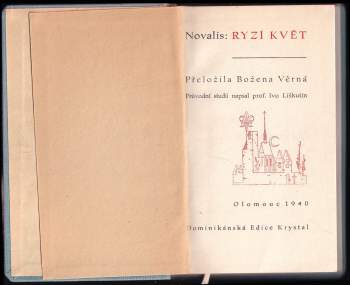 Novalis: RYZÍ KVĚT
Přeložila Božena Věrná
Průvodní studii napsal prof. Ivo Liškutín
Olomouc 1940
Dominikánská Edice Krystal